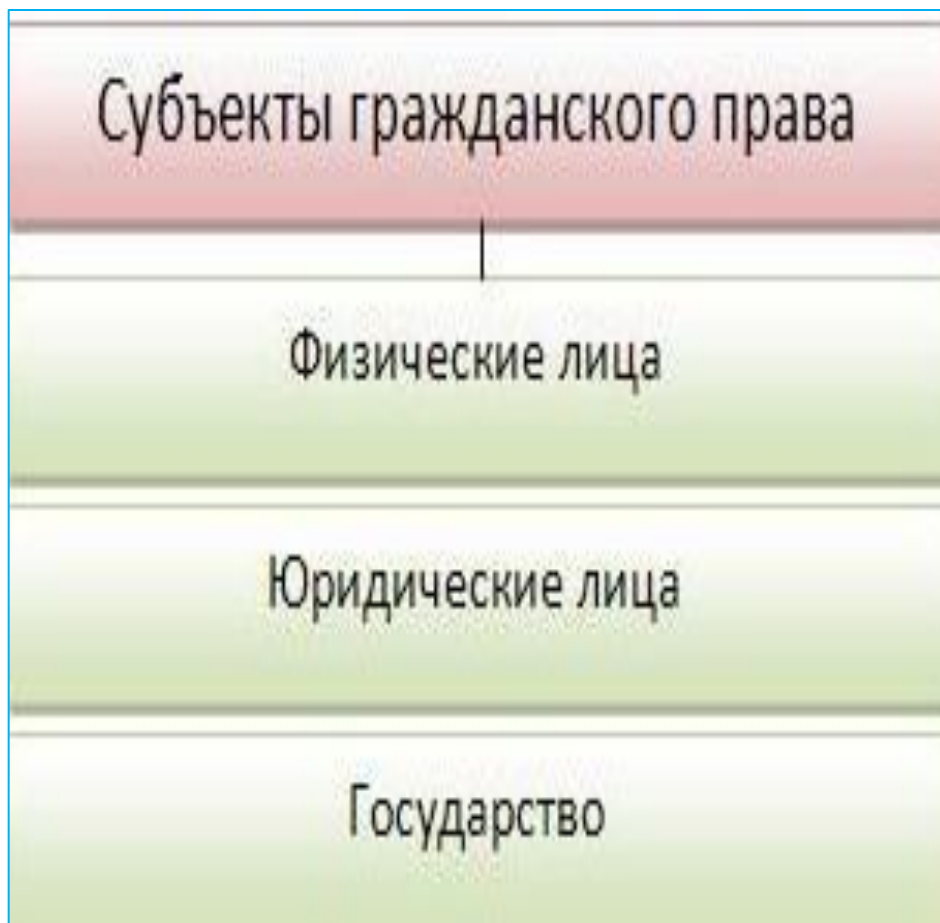 Субъекты гражданского права
Физические лица
Юридические лица
Государство